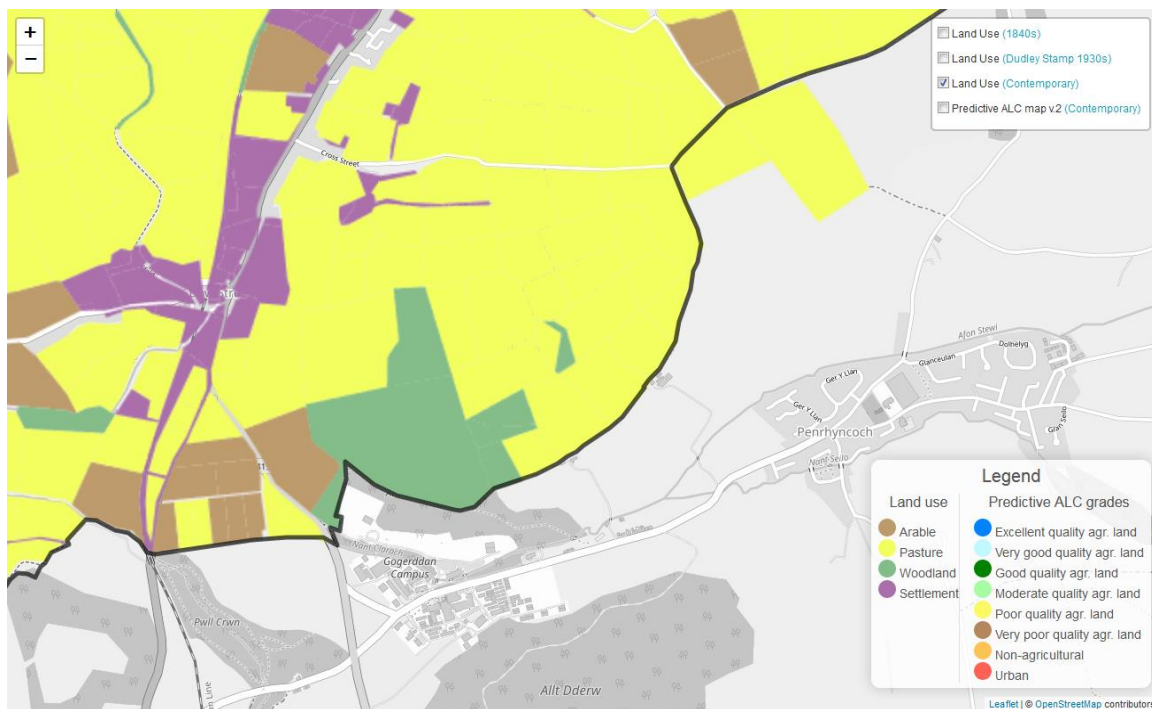 +
−
Land Use (1840s)
Land Use (Dudley Stamp 1930s)
Land Use (Contemporary)
Predictive ALC map v.2 (Contemporary)
Cross Street
Afon Stewi
Dolhelyg
Glanceulan
Ger Y Llan
Ger Y Llan
Glan Seilo
Penrhyncoch
Nant Seilo
Nant Clarach
Gogerddan
Campus
Pwll Crwn
Allt Dderw
Legend
Land use
Predictive ALC grades
Arable
Pasture
Woodland
Settlement
Excellent quality agr. land
Very good quality agr. land
Good quality agr. land
Moderate quality agr. land
Poor quality agr. land
Very poor quality agr. land
Non-agricultural
Urban
Leaflet | © OpenStreetMap contributors